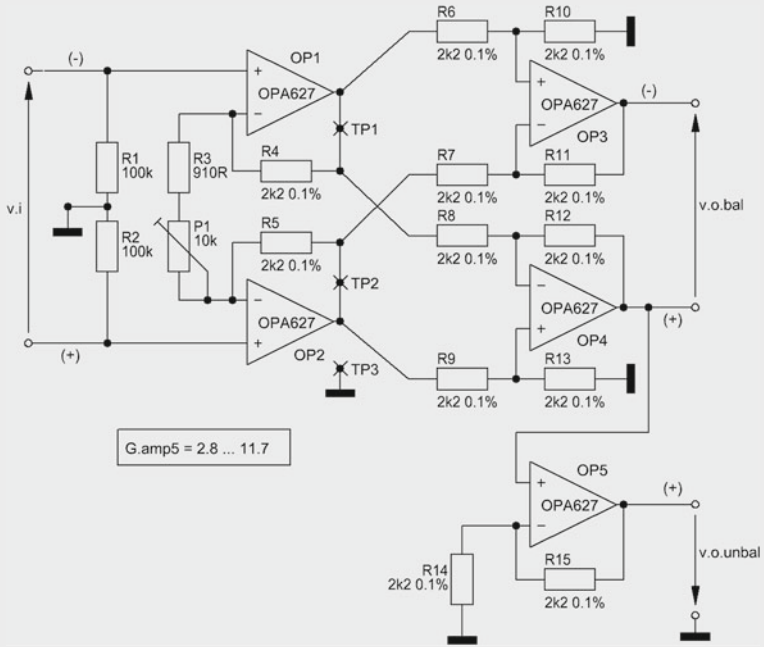 (-)
R1
100k
R2
100k
v.i
(+)
R3
910R
P1
10k
+
-
OP1
OPA627
TP1
R4
2k2 0.1%
R5
2k2 0.1%
TP2
-
+
OPA627
OP2
TP3
R6
2k2 0.1%
R10
2k2 0.1%
+
-
OPA627
OP3
(-)
R7
2k2 0.1%
R11
2k2 0.1%
v.o.bal
R8
2k2 0.1%
R12
2k2 0.1%
-
+
OPA627
OP4
(+)
R9
2k2 0.1%
R13
2k2 0.1%
G.amp5 = 2.8 ... 11.7
+
-
OP5
OPA627
(+)
R14
2k2 0.1%
R15
2k2 0.1%
v.o.unbal